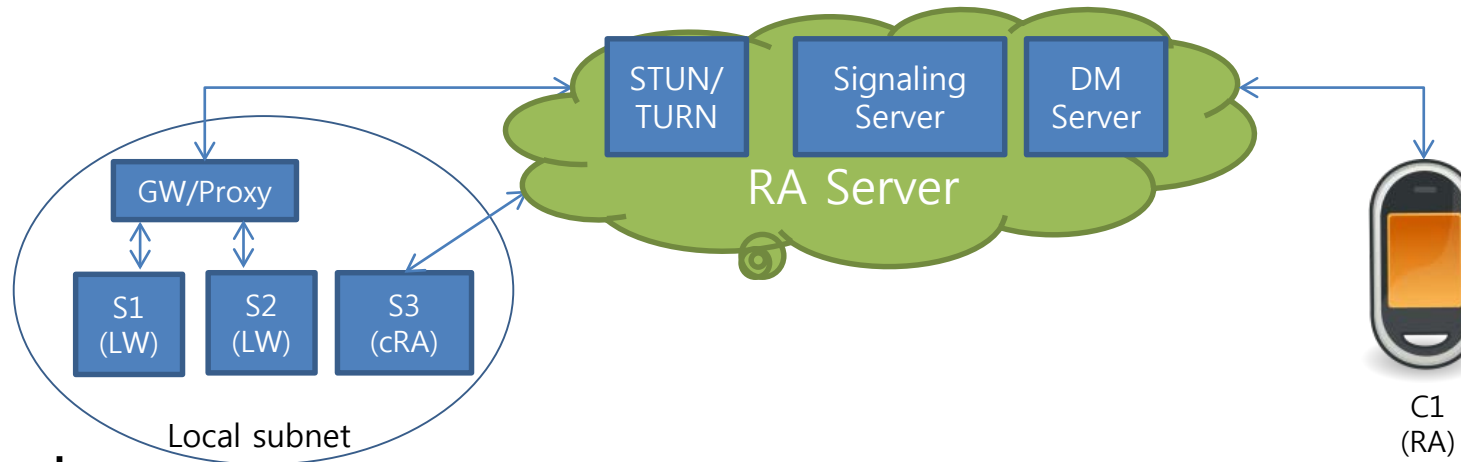 STUN/
TURN
Signaling
Server
DM
Server
RA Server
GW/Proxy
S1
(LW)
S2
(LW)
S3
(cRA)
Local subnet
C1
(RA)